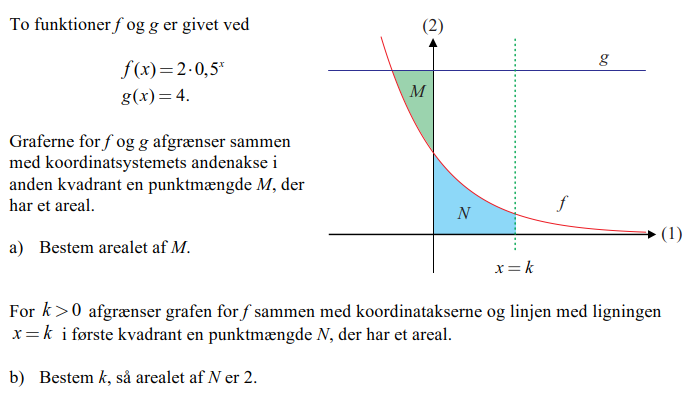 To funktioner f og g er givet ved
f(x) = 2·0,5ˣ
g(x) = 4.
Graferne for f og g afgrænser sammen
med koordinatsystemets andenakse i
anden kvadrant en punktmængde M, der
har et areal.
a) Bestem arealet af M.
(2)
g
M
f
N
(1)
x = k
For k > 0 afgrænser grafen for f sammen med koordinatakserne og linjen med ligningen
x = k i første kvadrant en punktmængde N, der har et areal.
b) Bestem k, så arealet af N er 2.